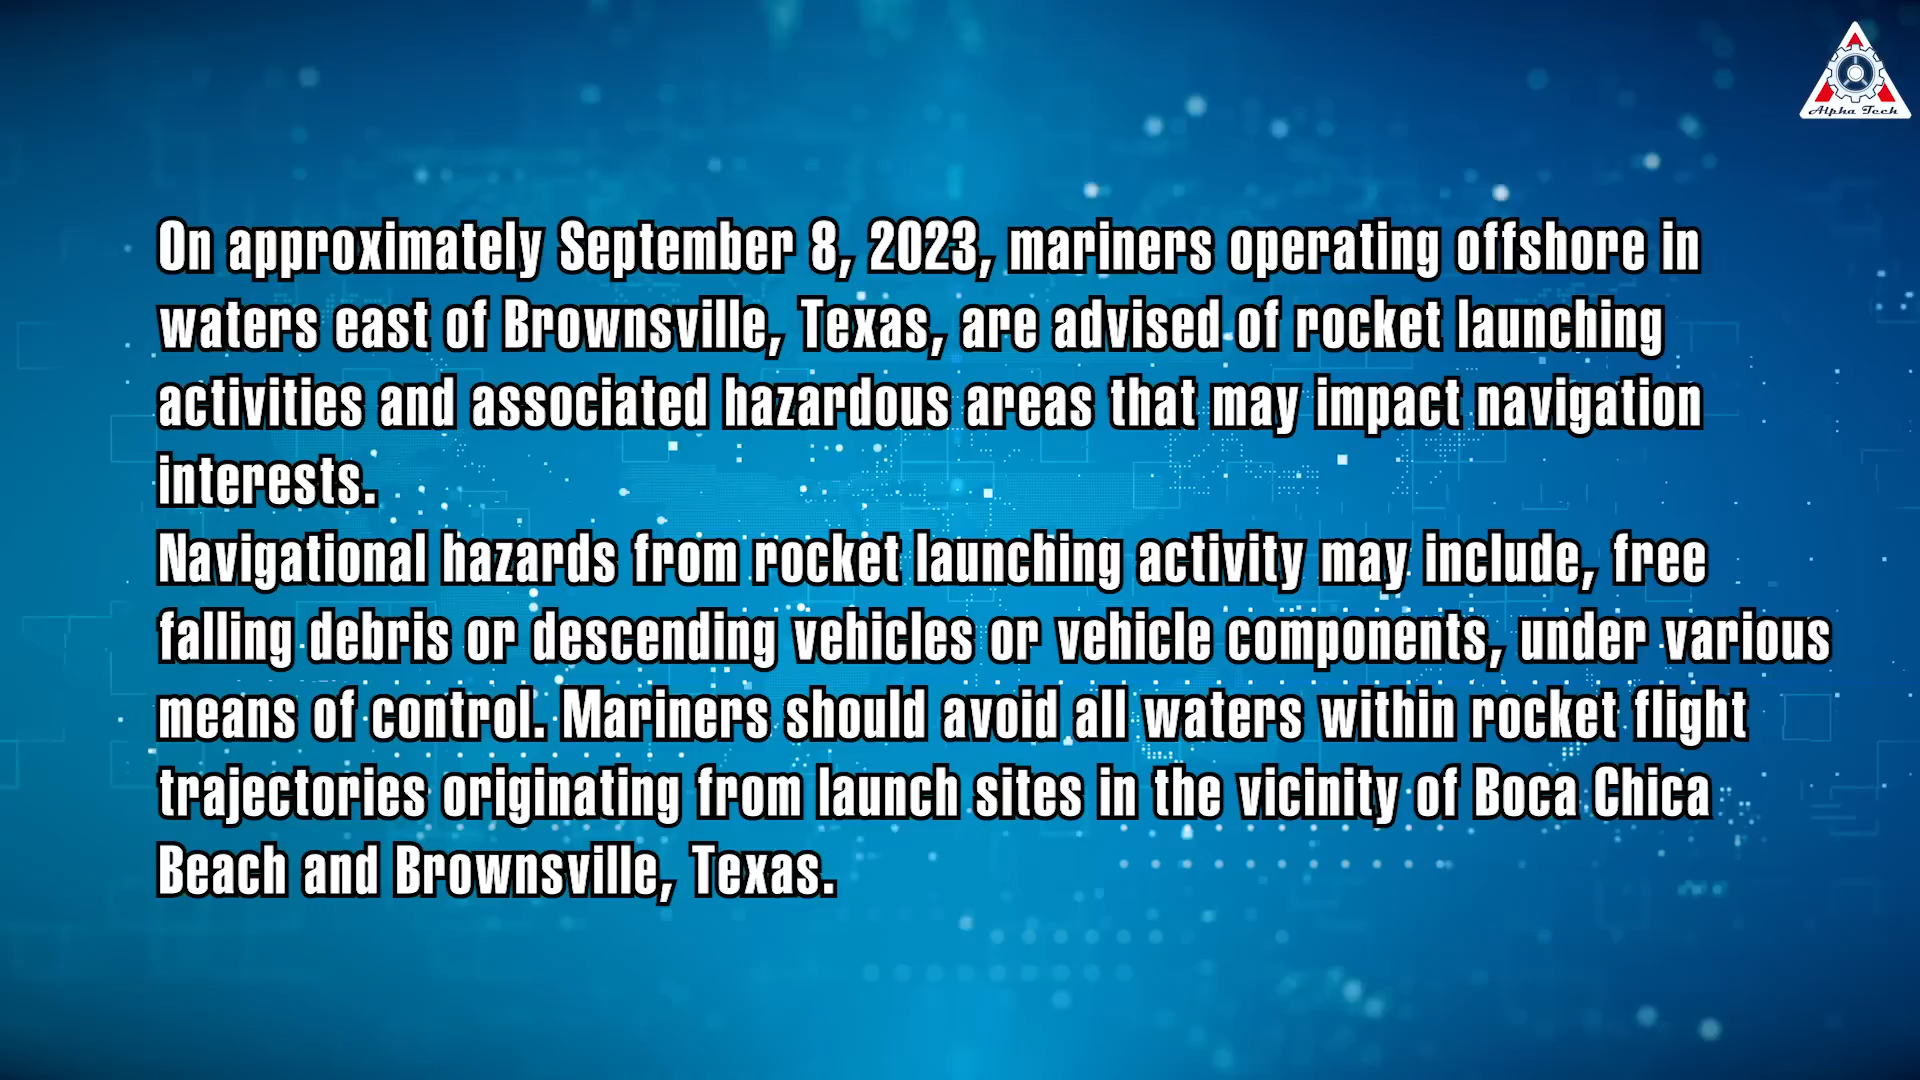 Alpha Tech
On approximately September 8, 2023, mariners operating offshore in
waters east of Brownsville, Texas, are advised of rocket launching
activities and associated hazardous areas that may impact navigation
interests.
Navigational hazards from rocket launching activity may include, free
falling debris or descending vehicles or vehicle components, under various
means of control. Mariners should avoid all waters within rocket flight
trajectories originating from launch sites in the vicinity of Boca Chica
Beach and Brownsville, Texas.